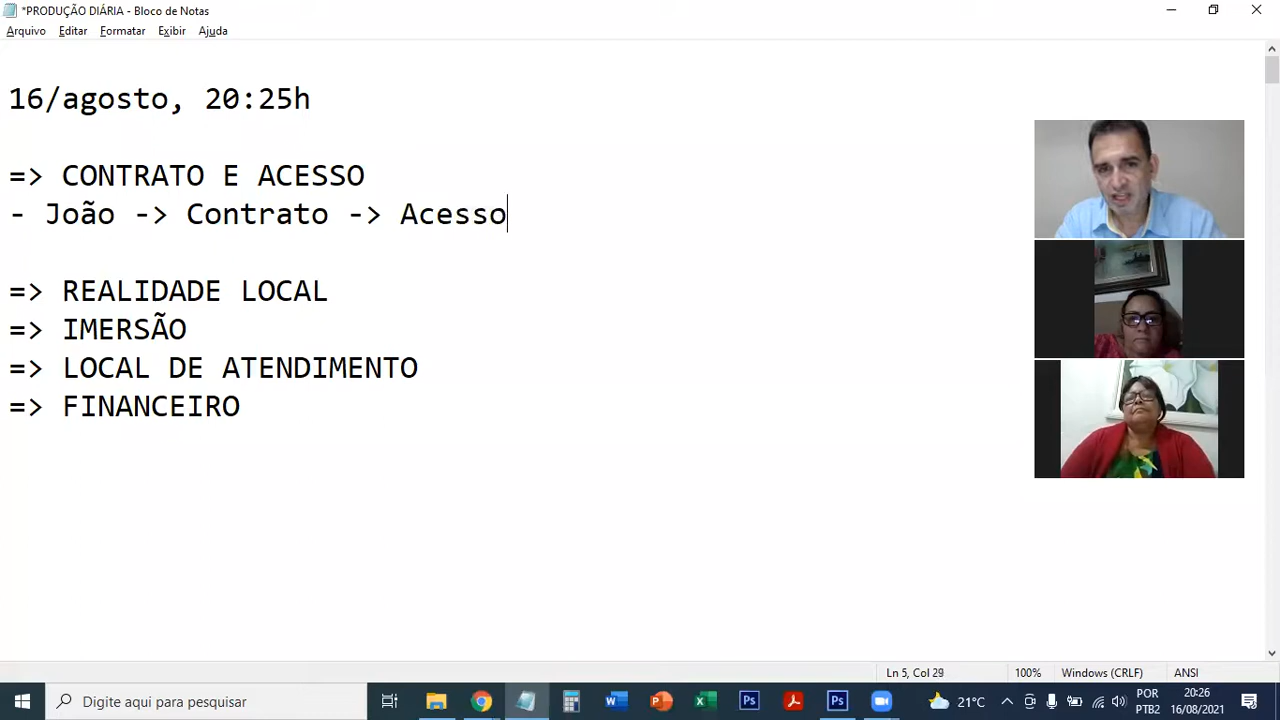 *PRODUÇÃO DIÁRIA - Bloco de Notas
Arquivo Editar Formatar Exibir Ajuda
16/agosto, 20:25h
=> CONTRATO E ACESSO
- João -> Contrato -> Acesso
=> REALIDADE LOCAL
=> IMERSÃO
=> LOCAL DE ATENDIMENTO
=> FINANCEIRO
Ln 5, Col 29 100% Windows (CRLF) ANSI
Digite aqui para pesquisar
Ps
Ps
21°C
POR
PTB2
20:26
16/08/2021